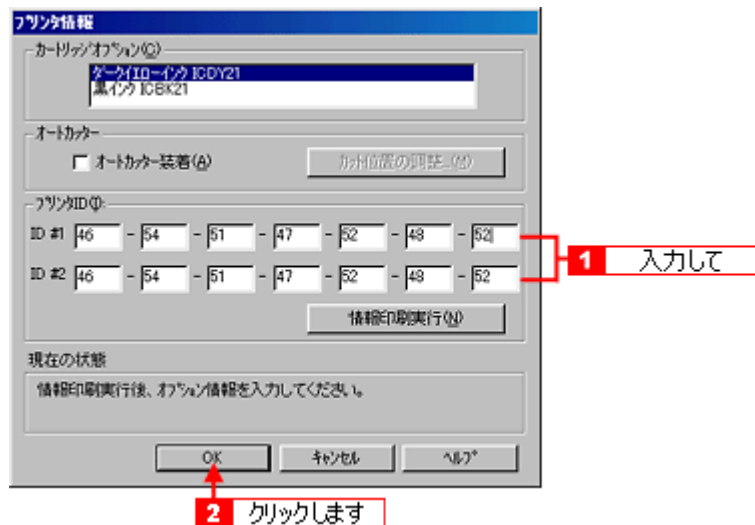 プリンタ情報
カートリッジオプション(C)
ダークイエローインク ICDY21
黒インク ICBK21
オートカッター
オートカッター装着(A)
カット位置の調整...(M)
プリンタID(I):
ID #1 46 - 54 - 51 - 47 - 52 - 48 - 52
ID #2 46 - 54 - 51 - 47 - 52 - 48 - 52
1 入力して
情報印刷実行(N)
現在の状態
情報印刷実行後、オプション情報を入力してください。
OK キャンセル ヘルプ
2 クリックします